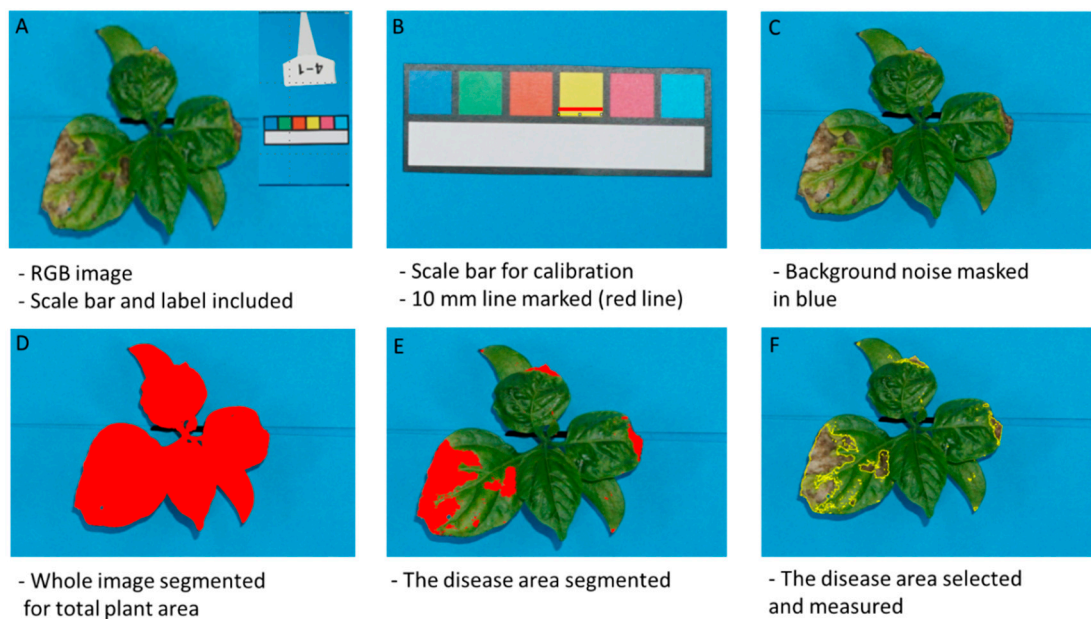 A
4-1
B
C
- RGB image
- Scale bar and label included
- Scale bar for calibration
- 10 mm line marked (red line)
- Background noise masked
in blue
D
E
F
- Whole image segmented
for total plant area
- The disease area segmented
- The disease area selected
and measured